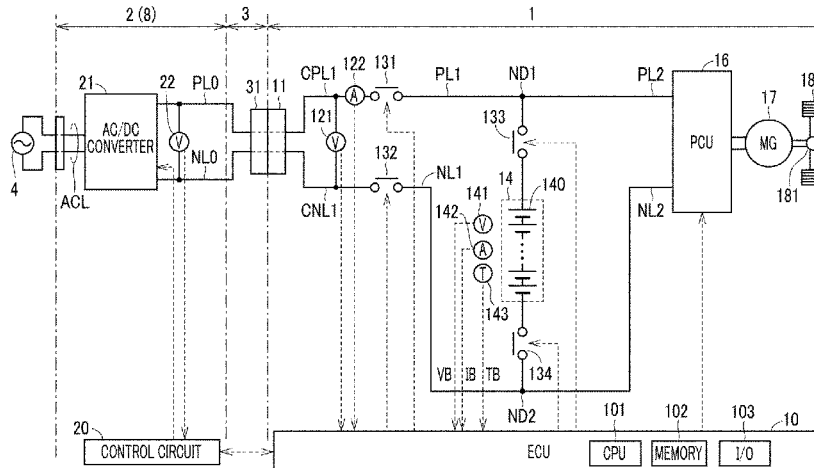 2 (8)
3
1
21
22
PL0
31
11
CPL1
122
131
PL1
ND1
PL2
16
17
18
AC/DC
CONVERTER
V
A
121
V
133
PCU
MG
4
NL0
132
NL1
14
140
181
ACL
CNL1
141
V
142
A
T
143
NL2
134
VB
IB
TB
ND2
20
CONTROL CIRCUIT
101
102
103
10
ECU
CPU
MEMORY
I/O